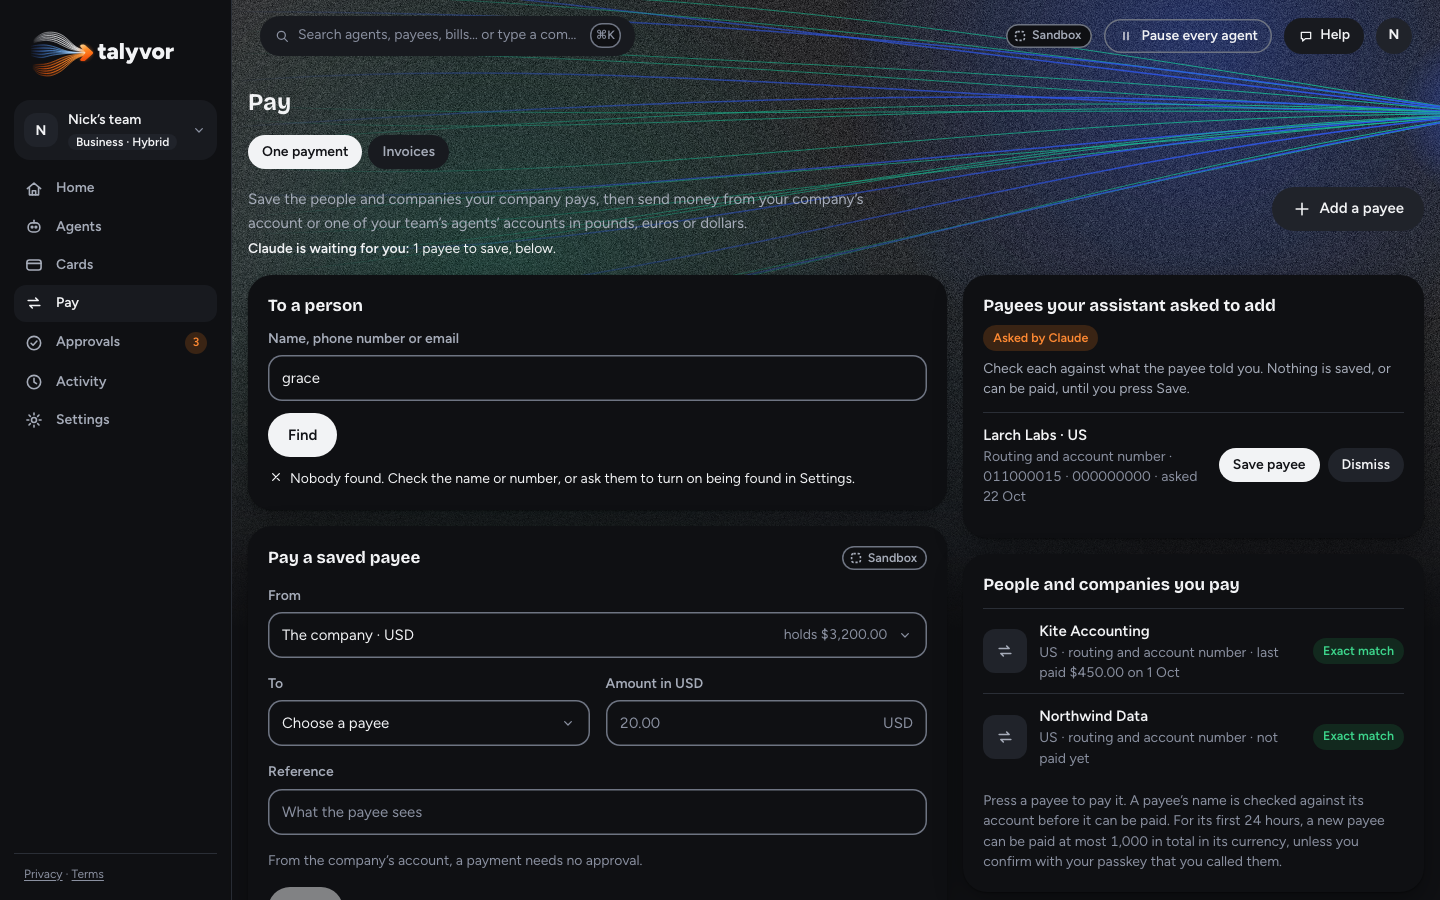 talyvor
Search agents, payees, bills... or type a com...
⌘K
Sandbox
Pause every agent
Help
N
N
Nick's team
Business · Hybrid
Home
Agents
Cards
Pay
Approvals
3
Activity
Settings
Privacy · Terms
Pay
One payment
Invoices
Save the people and companies your company pays, then send money from your company's
account or one of your team's agents' accounts in pounds, euros or dollars.
Claude is waiting for you: 1 payee to save, below.
Add a payee
To a person
Name, phone number or email
grace
Find
Nobody found. Check the name or number, or ask them to turn on being found in Settings.
Pay a saved payee
Sandbox
From
The company · USD
holds $3,200.00
To
Amount in USD
Choose a payee
20.00
USD
Reference
What the payee sees
From the company's account, a payment needs no approval.
Payees your assistant asked to add
Asked by Claude
Check each against what the payee told you. Nothing is saved, or
can be paid, until you press Save.
Larch Labs · US
Routing and account number ·
011000015 · 000000000 · asked
22 Oct
Save payee
Dismiss
People and companies you pay
Kite Accounting
US · routing and account number · last
paid $450.00 on 1 Oct
Exact match
Northwind Data
US · routing and account number · not
paid yet
Exact match
Press a payee to pay it. A payee's name is checked against its
account before it can be paid. For its first 24 hours, a new payee
can be paid at most 1,000 in total in its currency, unless you
confirm with your passkey that you called them.